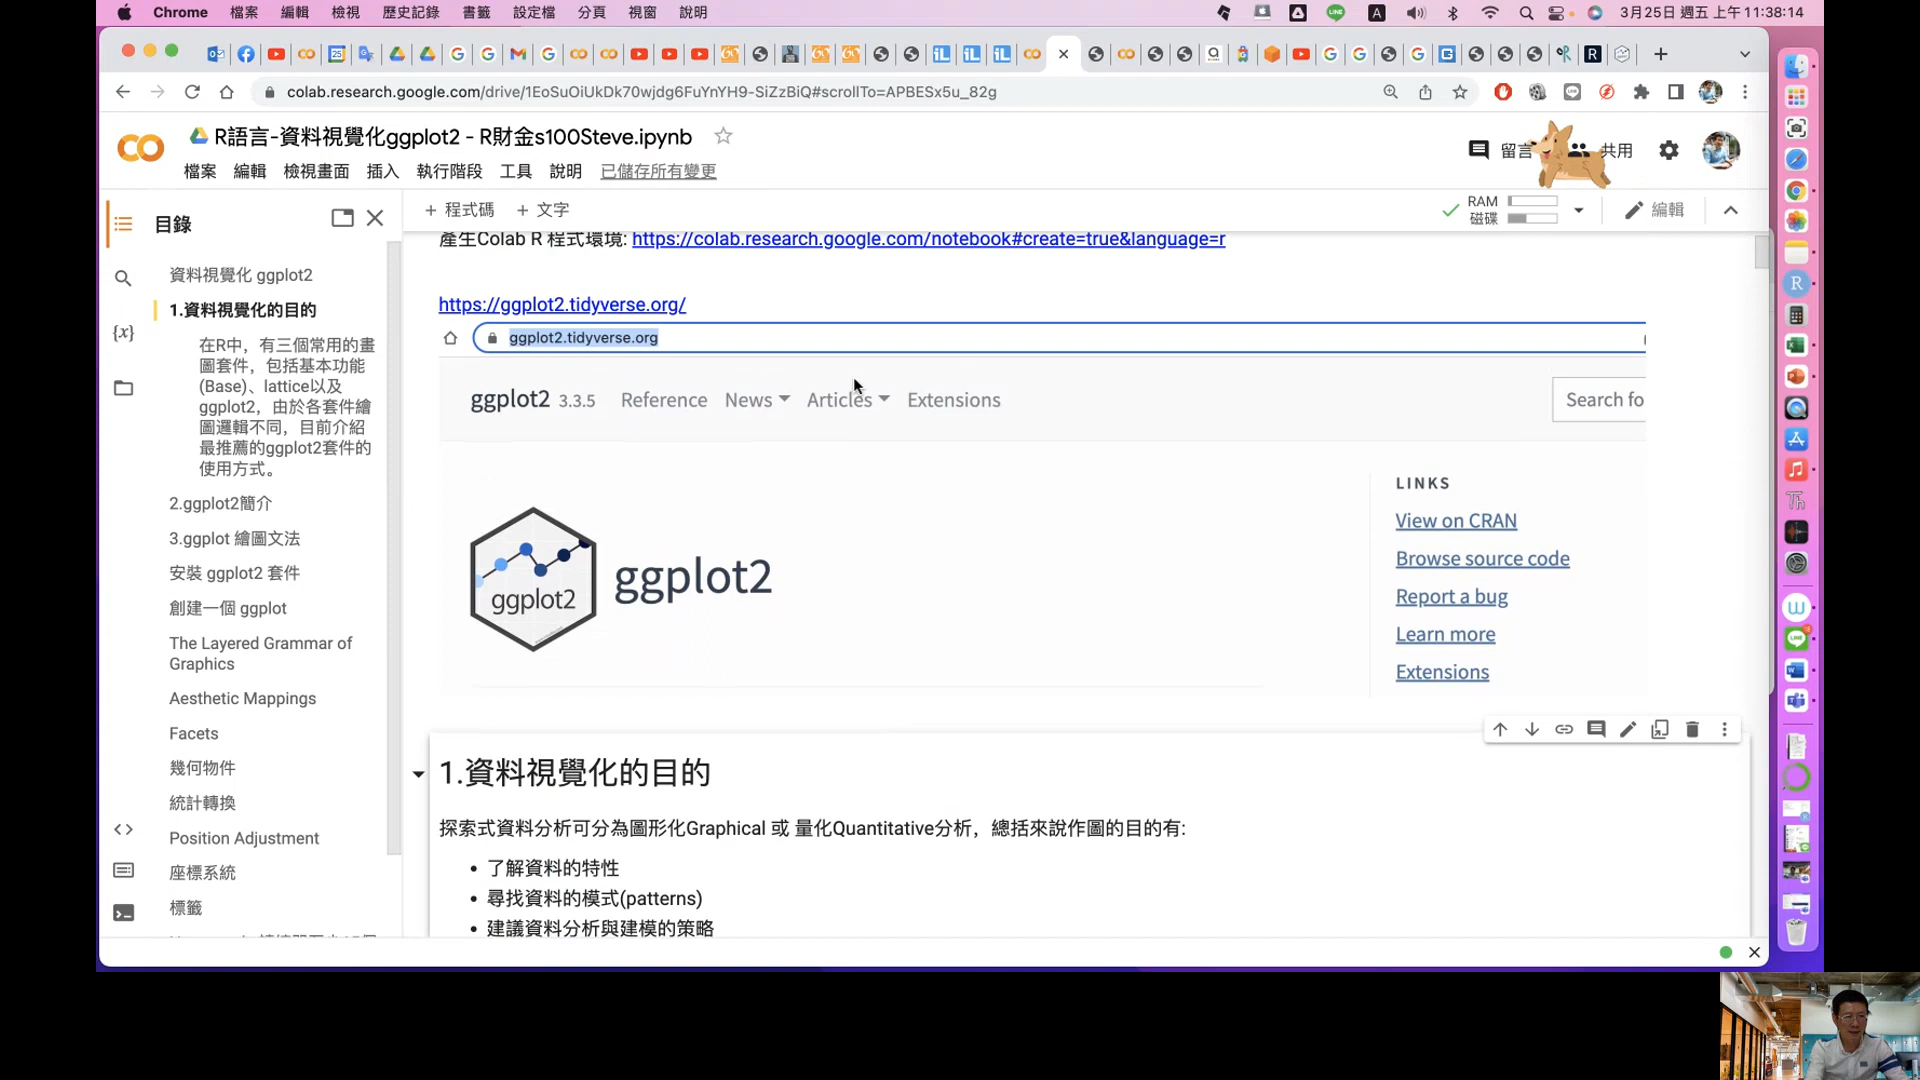 Chrome 檔案 編輯 檢視 歷史記錄 書籤 設定檔 分頁 視窗 說明 3月25日 週五 上午 11:38:14
colab.research.google.com/drive/1EoSuOiUkDk70wjdg6FuYnYH9-SiZzBiQ#scrollTo=APBESx5u_82g
R語言-資料視覺化ggplot2 - R財金s100Steve.ipynb
留言 共用
檔案 編輯 檢視畫面 插入 執行階段 工具 說明 已儲存所有變更
+ 程式碼 + 文字
RAM
磁碟
編輯
目錄
資料視覺化 ggplot2
1.資料視覺化的目的
在R中，有三個常用的畫
圖套件，包括基本功能
(Base)、lattice以及
ggplot2，由於各套件繪
圖邏輯不同，目前介紹
最推薦的ggplot2套件的
使用方式。
2.ggplot2簡介
3.ggplot 繪圖文法
安裝 ggplot2 套件
創建一個 ggplot
The Layered Grammar of
Graphics
Aesthetic Mappings
Facets
幾何物件
統計轉換
Position Adjustment
座標系統
標籤
產生Colab R 程式環境: https://colab.research.google.com/notebook#create=true&language=r
https://ggplot2.tidyverse.org/
ggplot2.tidyverse.org
ggplot2 3.3.5 Reference News Articles Extensions
Search fo
ggplot2
ggplot2
LINKS
View on CRAN
Browse source code
Report a bug
Learn more
Extensions
1.資料視覺化的目的
探索式資料分析可分為圖形化Graphical 或 量化Quantitative分析，總括來說作圖的目的有:
• 了解資料的特性
• 尋找資料的模式(patterns)
• 建議資料分析與建模的策略